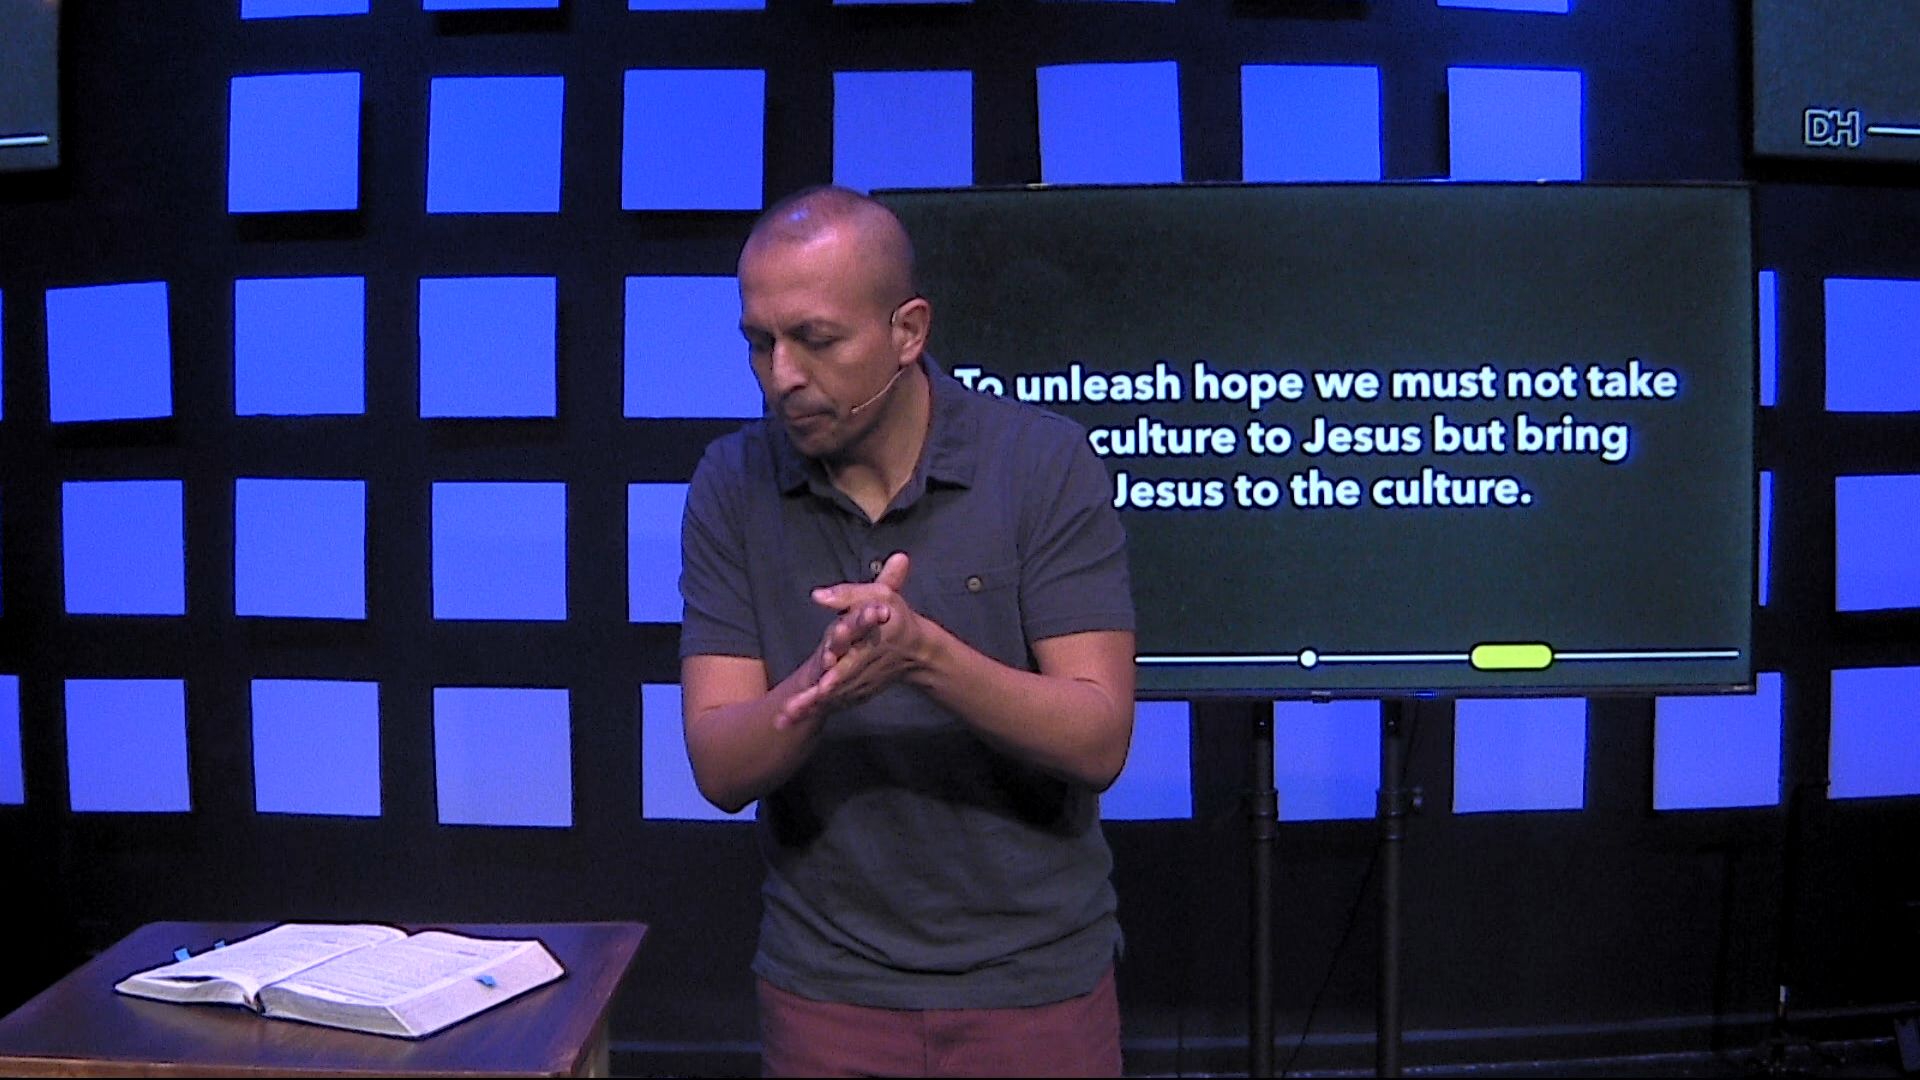 DH
To unleash hope we must not take
culture to Jesus but bring
Jesus to the culture.